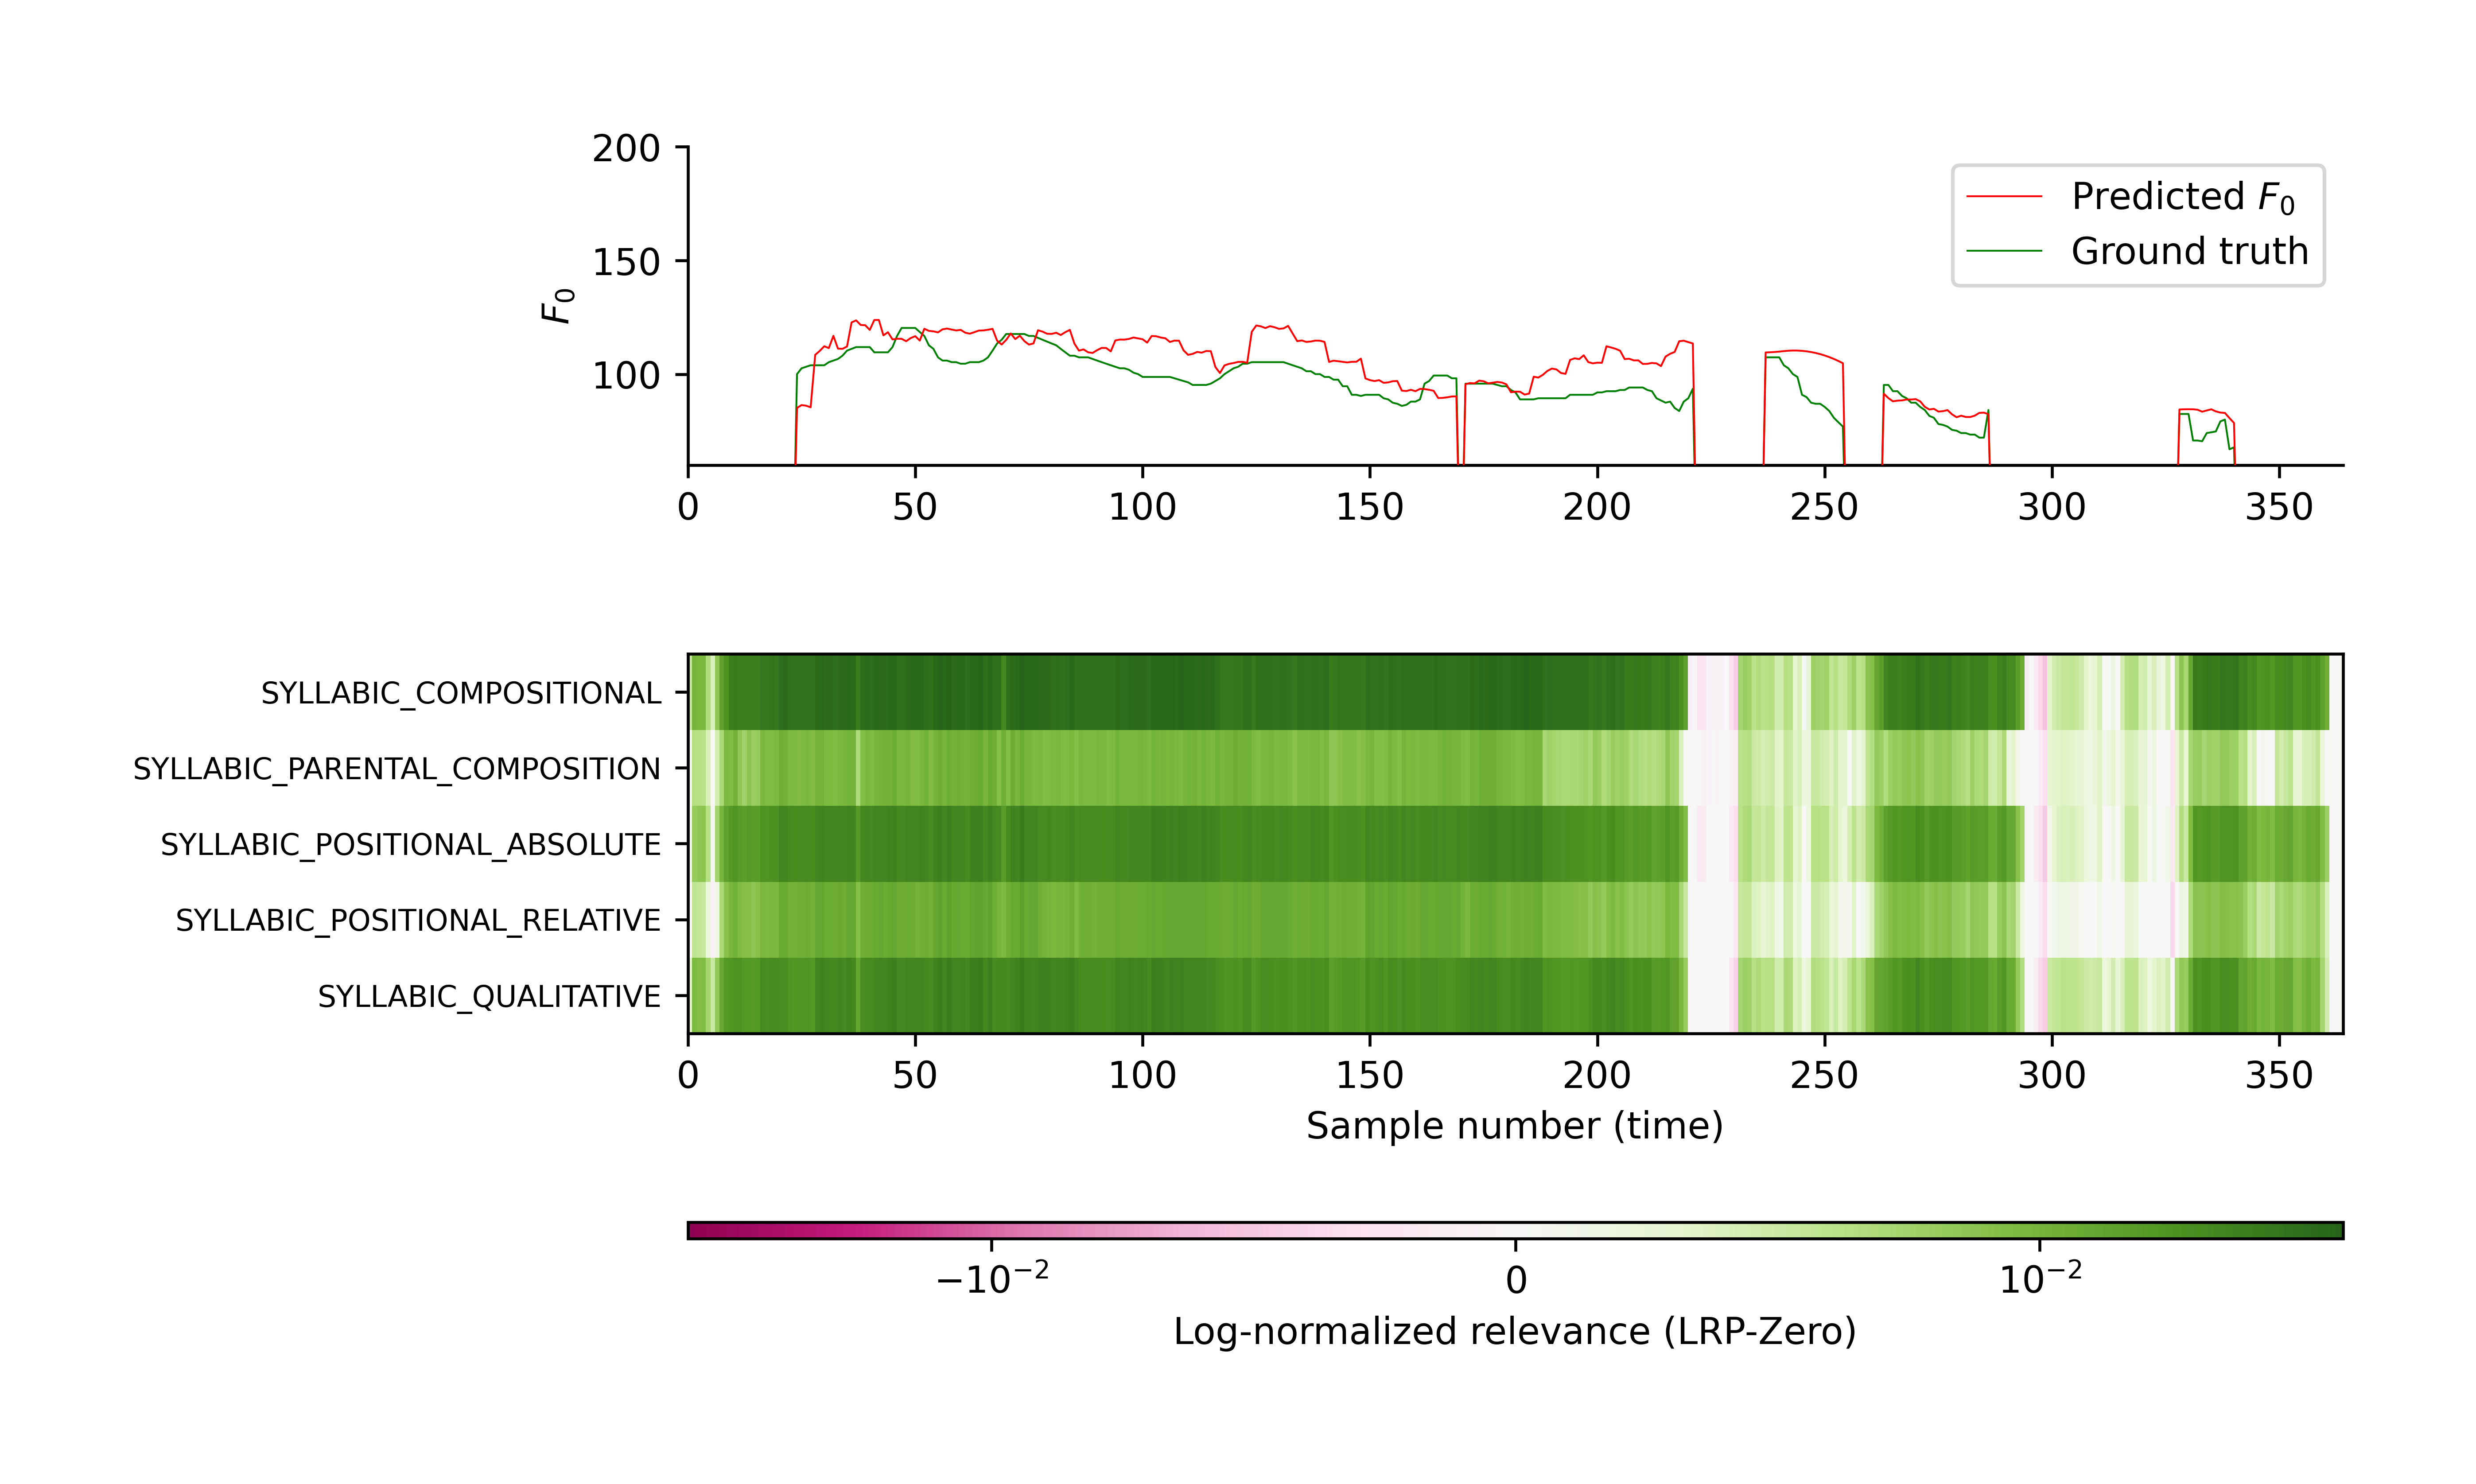 200
150
100
F0
Predicted F0
Ground truth
0 50 100 150 200 250 300 350
SYLLABIC_COMPOSITIONAL
SYLLABIC_PARENTAL_COMPOSITION
SYLLABIC_POSITIONAL_ABSOLUTE
SYLLABIC_POSITIONAL_RELATIVE
SYLLABIC_QUALITATIVE
0 50 100 150 200 250 300 350
Sample number (time)
−10⁻² 0 10⁻²
Log-normalized relevance (LRP-Zero)